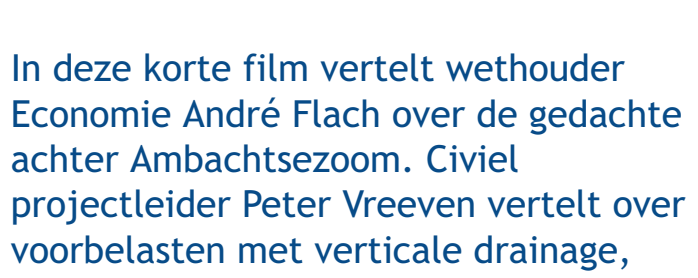 In deze korte film vertelt wethouder
Economie André Flach over de gedachte
achter Ambachtsezoom. Civiel
projectleider Peter Vreeven vertelt over
voorbelasten met verticale drainage,